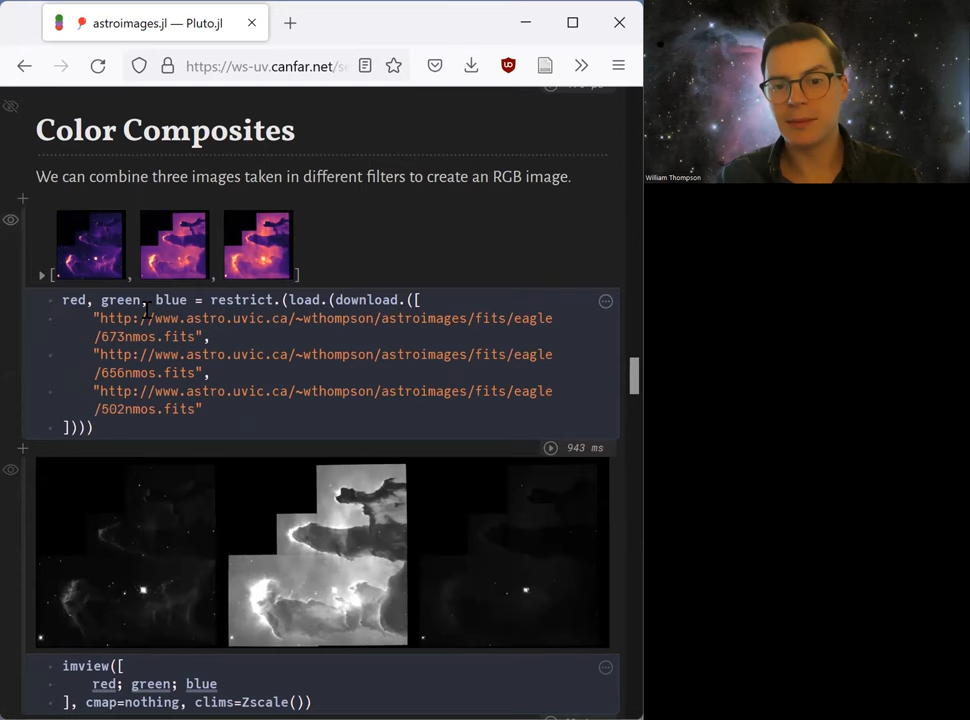 astroimages.jl — Pluto.jl
https://ws-uv.canfar.net/se
Color Composites
We can combine three images taken in different filters to create an RGB image.
[ , , ]
red, green, blue = restrict.(load.(download.([
"http://www.astro.uvic.ca/~wthompson/astroimages/fits/eagle
/673nmos.fits",
"http://www.astro.uvic.ca/~wthompson/astroimages/fits/eagle
/656nmos.fits",
"http://www.astro.uvic.ca/~wthompson/astroimages/fits/eagle
/502nmos.fits"
])))
943 ms
imview([
red; green; blue
], cmap=nothing, clims=Zscale())
William Thompson